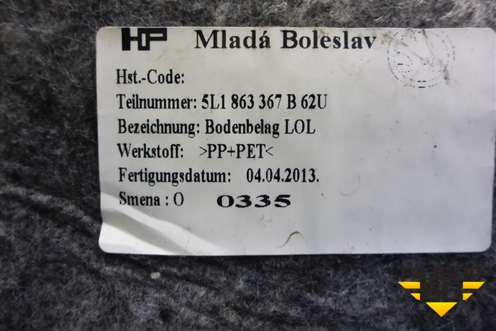 HP Mladá Boleslav
Hst.-Code:
Teilnummer: 5L1 863 367 B 62U
Bezeichnung: Bodenbelag LOL
Werkstoff: >PP+PET<
Fertigungsdatum: 04.04.2013.
Smena : O 0335